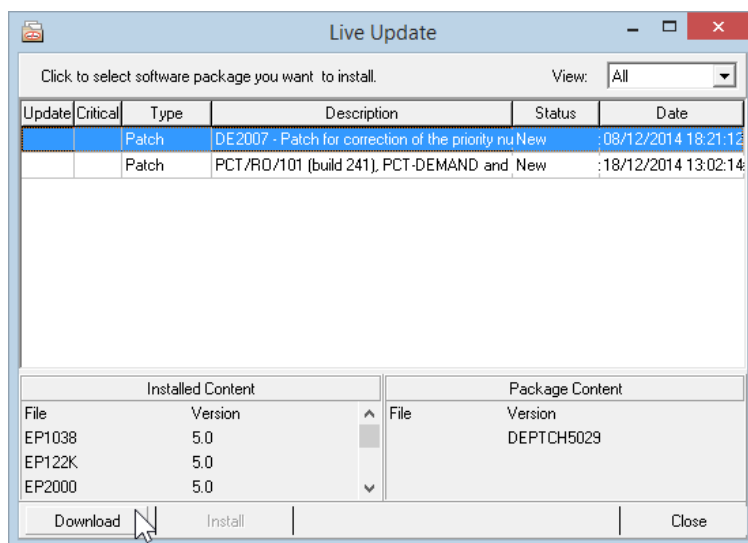 Live Update
Click to select software package you want to install. View: All
Update Critical Type Description Status Date
Patch DE2007 - Patch for correction of the priority nu New 08/12/2014 18:21:12
Patch PCT/RO/101 (build 241), PCT-DEMAND and New 18/12/2014 13:02:14
Installed Content Package Content
File Version File Version
EP1038 5.0 DEPTCH5029
EP122K 5.0
EP2000 5.0
Download Install Close